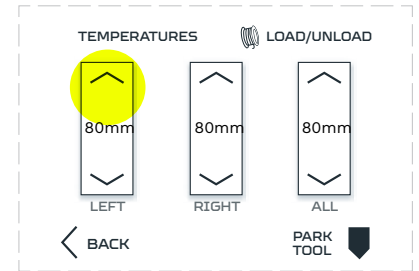 TEMPERATURES LOAD/UNLOAD
80mm 80mm 80mm
LEFT RIGHT ALL
BACK
PARK
TOOL